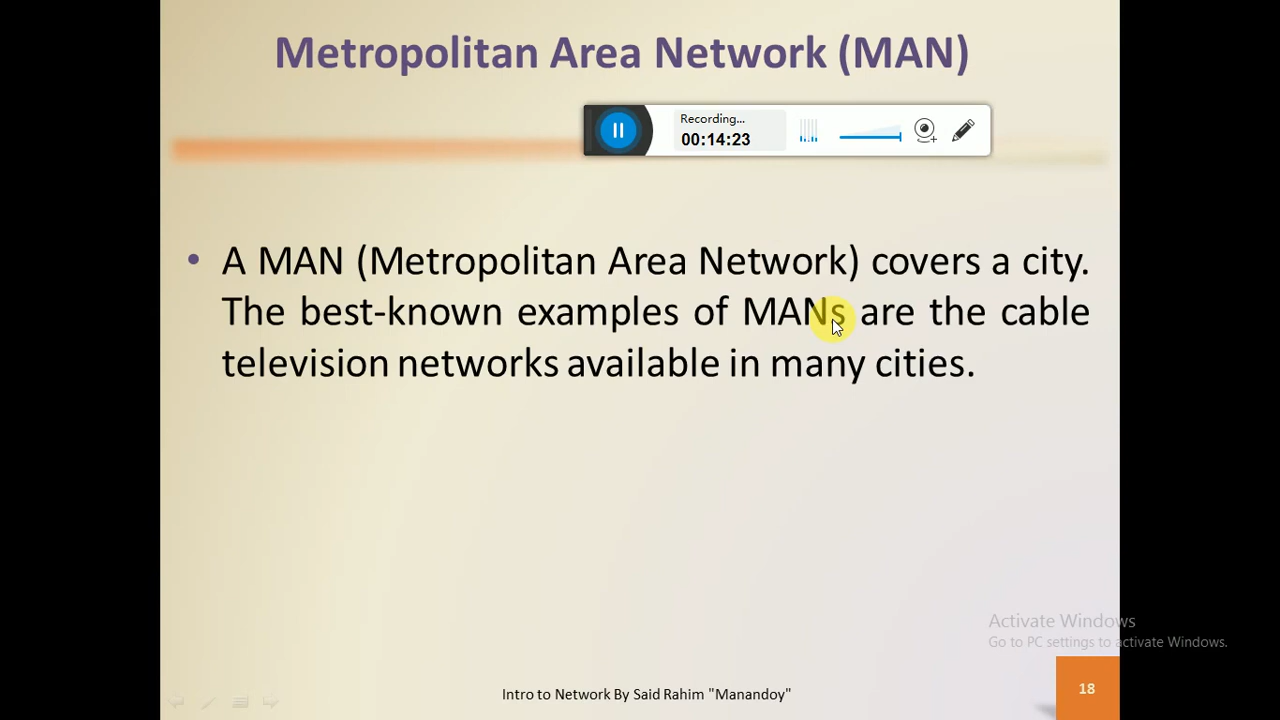 Metropolitan Area Network (MAN)
Recording...
00:14:23
• A MAN (Metropolitan Area Network) covers a city.
The best-known examples of MANs are the cable
television networks available in many cities.
Activate Windows
Go to PC settings to activate Windows.
Intro to Network By Said Rahim "Manandoy"
18